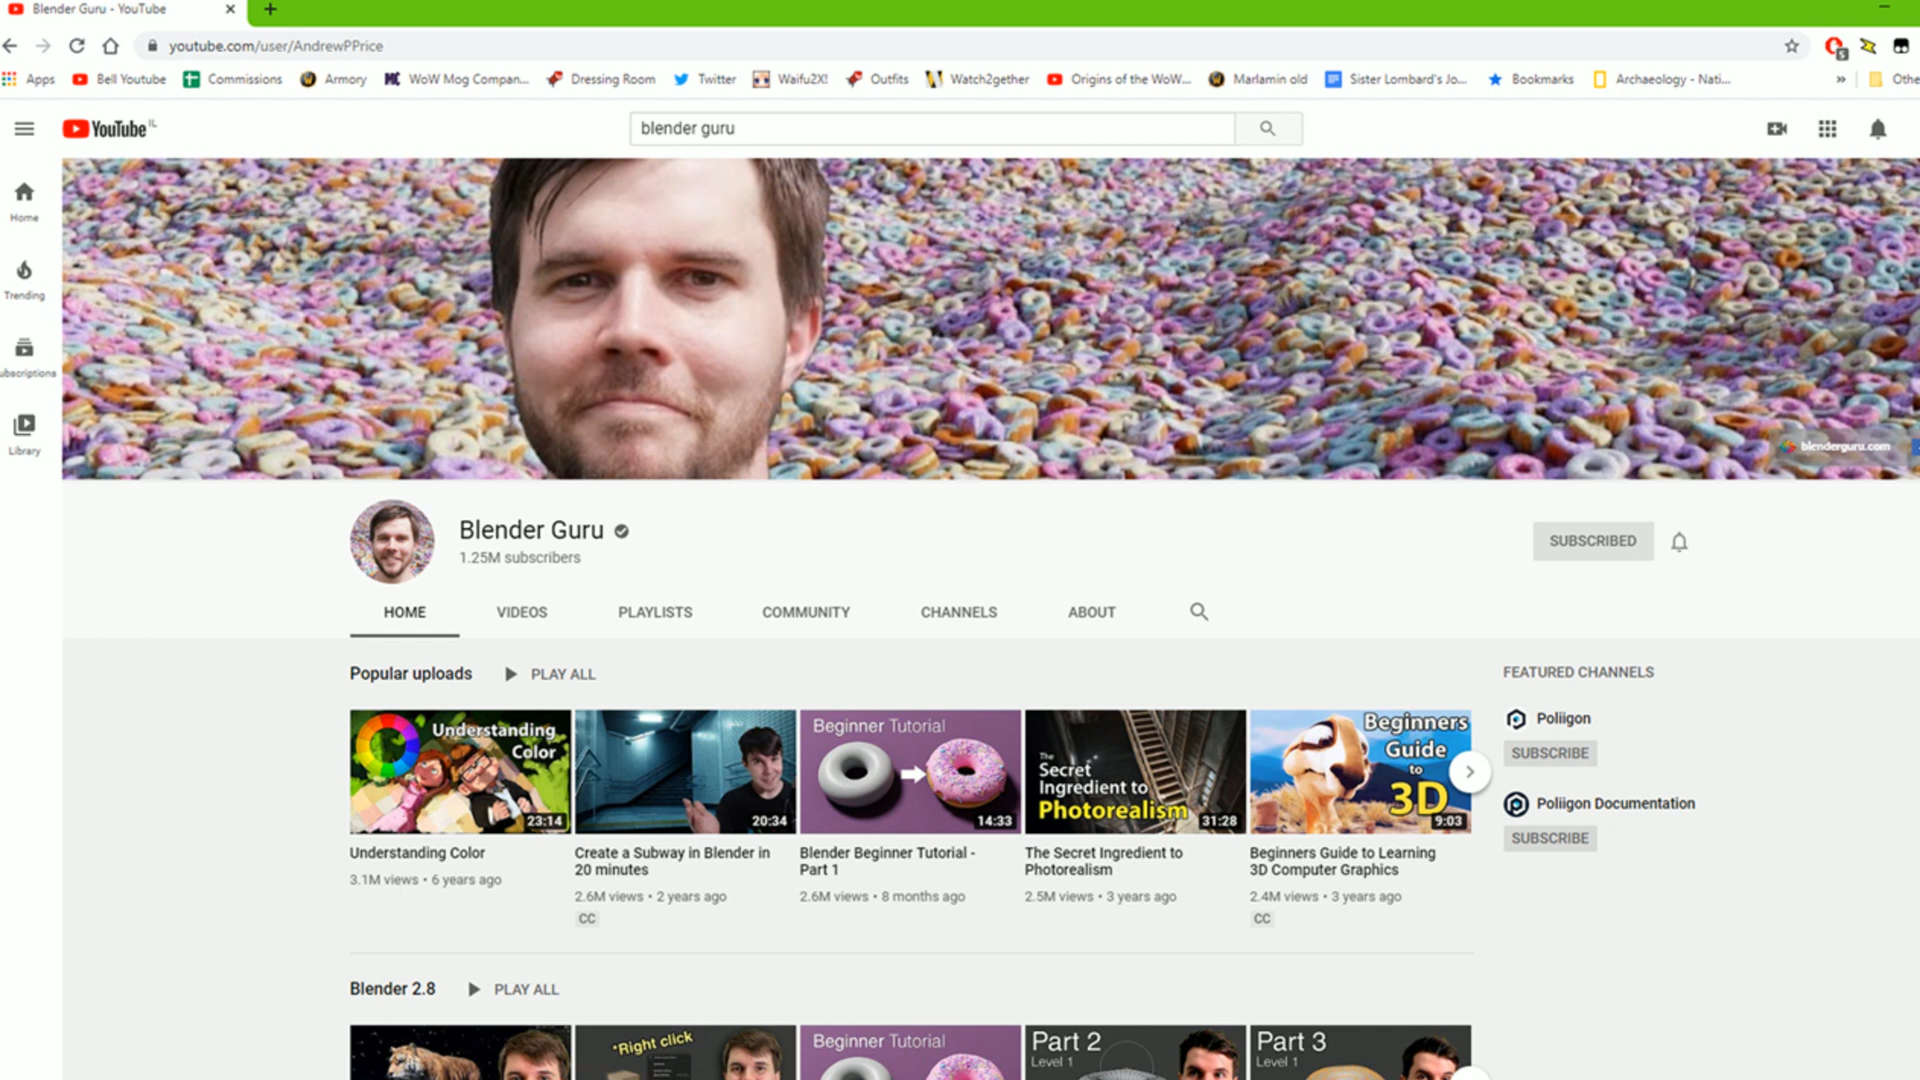 Blender Guru - YouTube
youtube.com/user/AndrewPPrice
Apps
Bell Youtube
Commissions
Armory
WoW Mog Compan...
Dressing Room
Twitter
Waifu2X!
Outfits
Watch2gether
Origins of the WoW...
Marlamin old
Sister Lombard's Jo...
Bookmarks
Archaeology - Nati...
»
Othe
YouTube IL
blender guru
Home
Trending
ubscriptions
Library
blenderguru.com
Blender Guru
1.25M subscribers
SUBSCRIBED
HOME
VIDEOS
PLAYLISTS
COMMUNITY
CHANNELS
ABOUT
Popular uploads
PLAY ALL
Understanding
Color
23:14
Understanding Color
3.1M views • 6 years ago
20:34
Create a Subway in Blender in
20 minutes
2.6M views • 2 years ago
CC
Beginner Tutorial
14:33
Blender Beginner Tutorial -
Part 1
2.6M views • 8 months ago
The
Secret
Ingredient to
Photorealism
31:28
The Secret Ingredient to
Photorealism
2.5M views • 3 years ago
Beginners
Guide
to
3D
9:03
Beginners Guide to Learning
3D Computer Graphics
2.4M views • 3 years ago
CC
FEATURED CHANNELS
Poliigon
SUBSCRIBE
Poliigon Documentation
SUBSCRIBE
Blender 2.8
PLAY ALL
*Right click
Beginner Tutorial
Part 2
Level 1
Part 3
Level 1